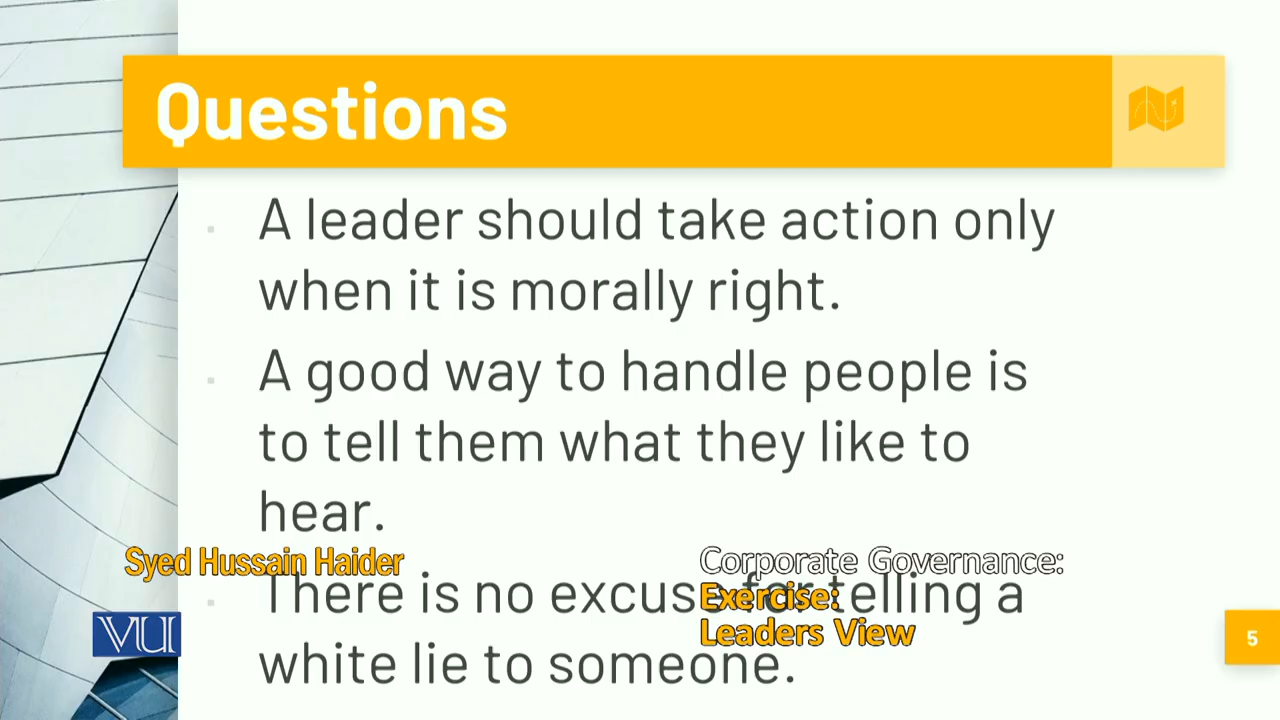 Questions
A leader should take action only
when it is morally right.
A good way to handle people is
to tell them what they like to
hear.
Syed Hussain Haider
Corporate Governance:
There is no excuse for telling a
Exercise:
Leaders View
white lie to someone.
VU
5